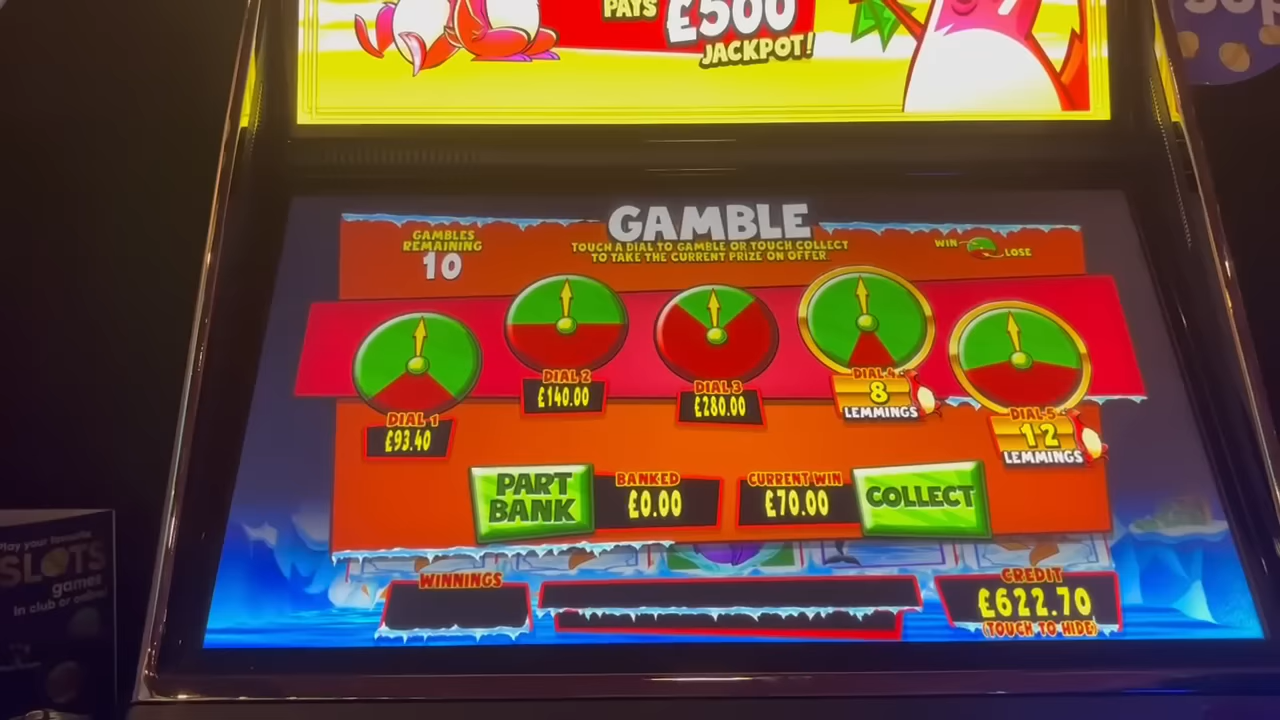 PAYS £500
JACKPOT!
GAMBLE
GAMBLES
REMAINING
10
TOUCH A DIAL TO GAMBLE OR TOUCH COLLECT
TO TAKE THE CURRENT PRIZE ON OFFER.
WIN LOSE
DIAL 1
£93.40
DIAL 2
£140.00
DIAL 3
£280.00
DIAL 4
8
LEMMINGS
DIAL 5
12
LEMMINGS
PART
BANK
BANKED
£0.00
CURRENT WIN
£70.00
COLLECT
WINNINGS
CREDIT
£622.70
(TOUCH TO HIDE)
Play your favourite
SLOTS
games
In club or online!